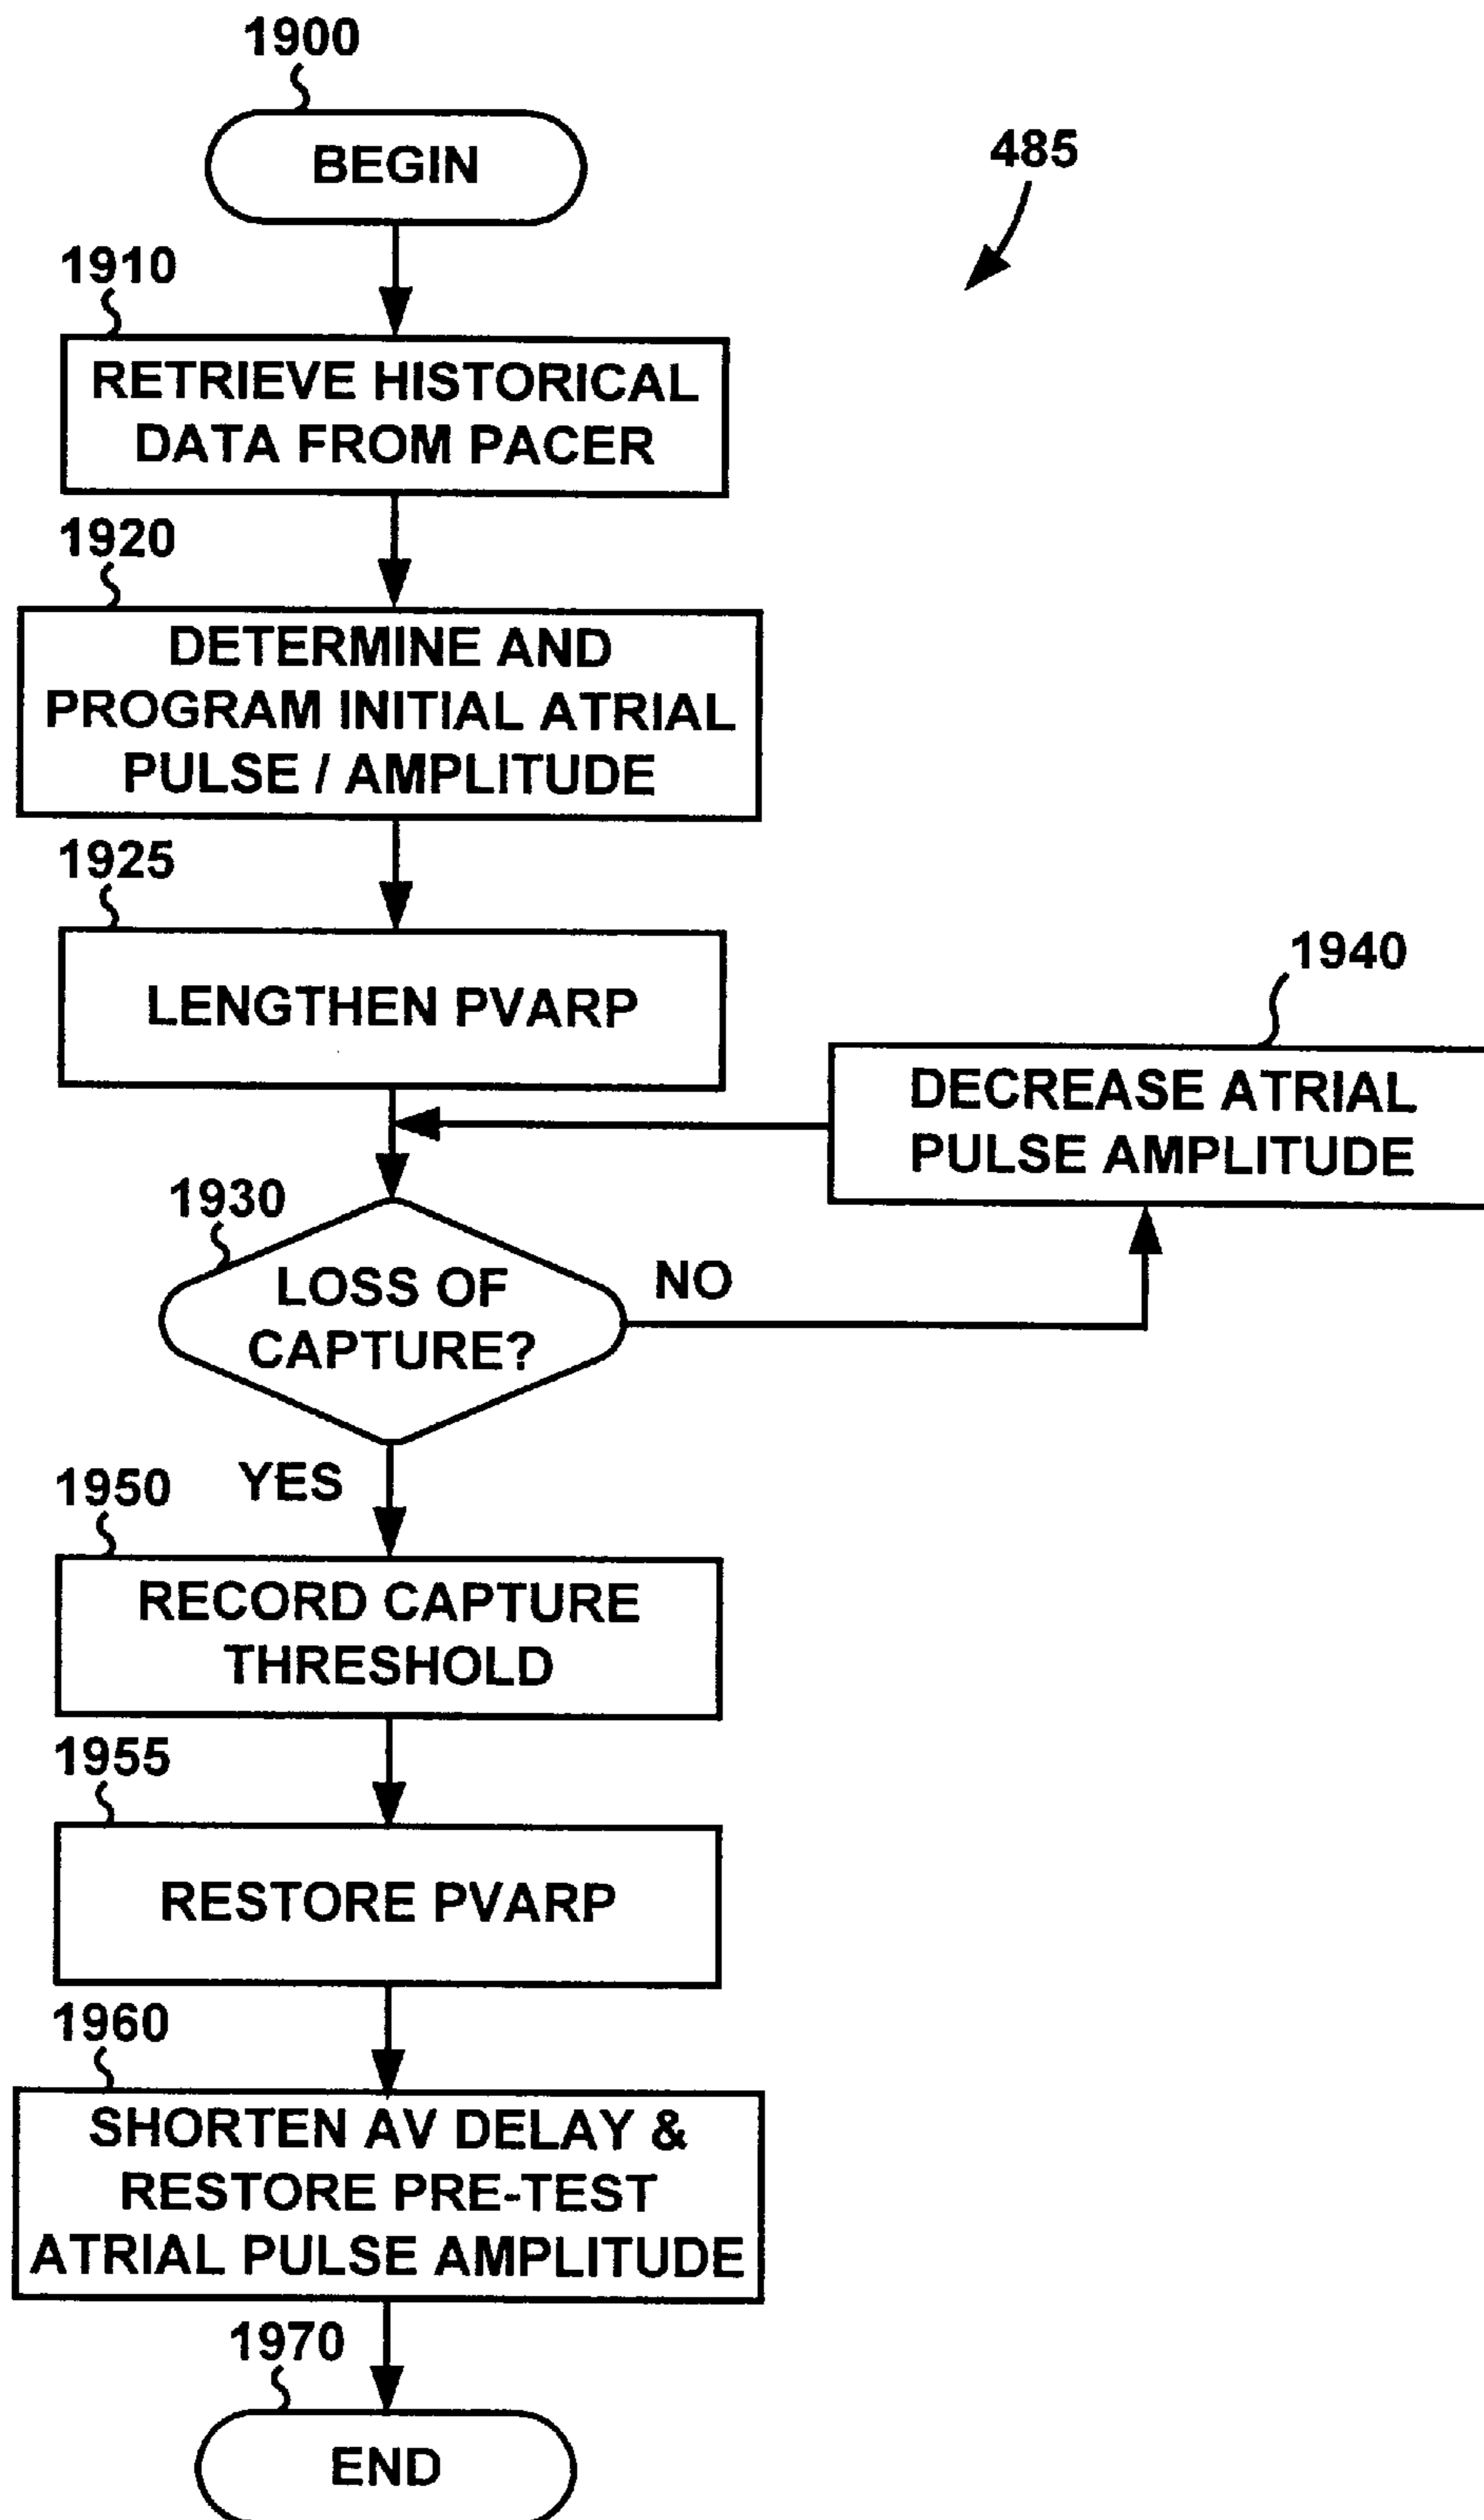 1900
BEGIN
485
1910
RETRIEVE HISTORICAL
DATA FROM PACER
1920
DETERMINE AND
PROGRAM INITIAL ATRIAL
PULSE / AMPLITUDE
1925
LENGTHEN PVARP
1940
DECREASE ATRIAL
PULSE AMPLITUDE
1930
LOSS OF
CAPTURE?
NO
YES
1950
RECORD CAPTURE
THRESHOLD
1955
RESTORE PVARP
1960
SHORTEN AV DELAY &
RESTORE PRE-TEST
ATRIAL PULSE AMPLITUDE
1970
END